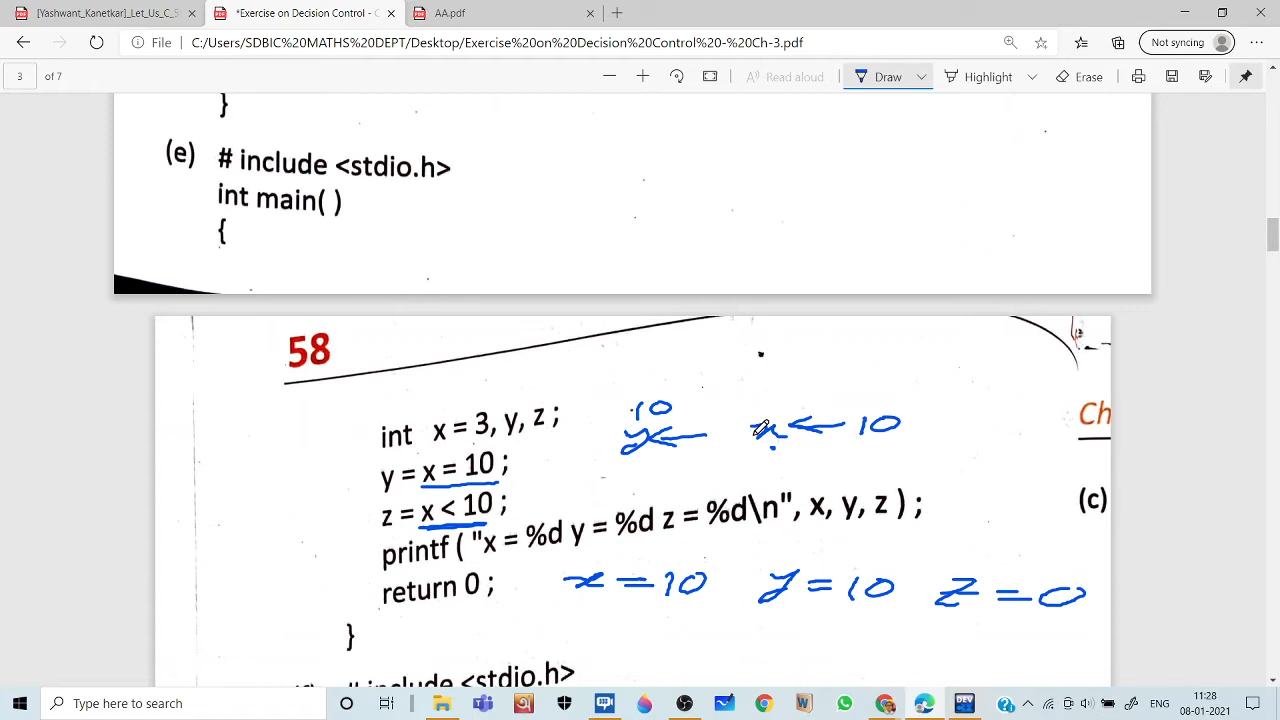 Yashwant_Kanetkar_Let_Us_C_5
*Exercise on Decision Control - C
AA.pdf
File
C:/Users/SDBIC%20MATHS%20DEPT/Desktop/Exercise%20on%20Decision%20Control%20-%20Ch-3.pdf
Not syncing
3 of 7
Read aloud
Draw
Highlight
Erase
}
(e) # include <stdio.h>
int main( )
{
58
Ch
int x = 3, y, z ;
10
y ← x ← 10
y = x = 10 ;
z = x < 10 ;
(c)
printf ( "x = %d y = %d z = %d\n", x, y, z ) ;
return 0 ;
x = 10 y = 10 z = 0
}
# include <stdio.h>
Type here to search
11:28
08-01-2021